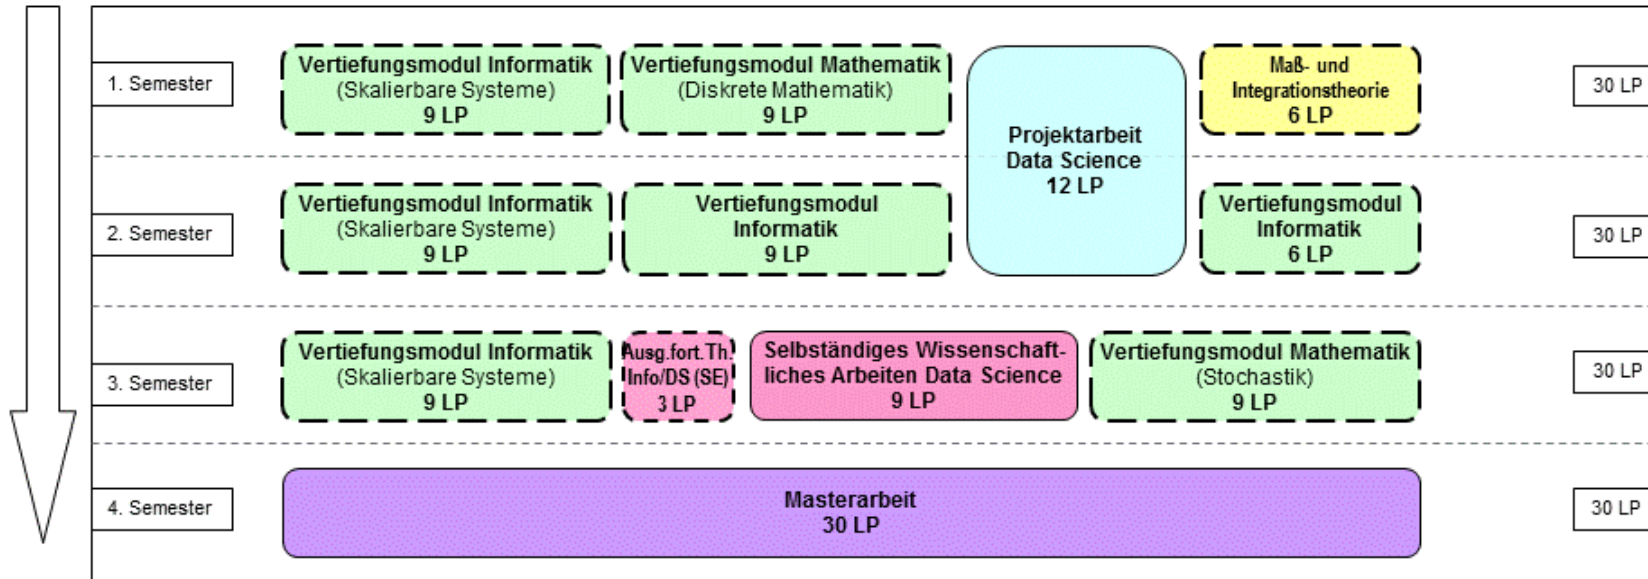 1. Semester
Vertiefungsmodul Informatik
(Skalierbare Systeme)
9 LP
Vertiefungsmodul Mathematik
(Diskrete Mathematik)
9 LP
Projektarbeit
Data Science
12 LP
Maß- und
Integrationstheorie
6 LP
30 LP
2. Semester
Vertiefungsmodul Informatik
(Skalierbare Systeme)
9 LP
Vertiefungsmodul
Informatik
9 LP
Vertiefungsmodul
Informatik
6 LP
30 LP
3. Semester
Vertiefungsmodul Informatik
(Skalierbare Systeme)
9 LP
Ausg.fort.Th.
Info/DS (SE)
3 LP
Selbständiges Wissenschaft-
liches Arbeiten Data Science
9 LP
Vertiefungsmodul Mathematik
(Stochastik)
9 LP
30 LP
4. Semester
Masterarbeit
30 LP
30 LP